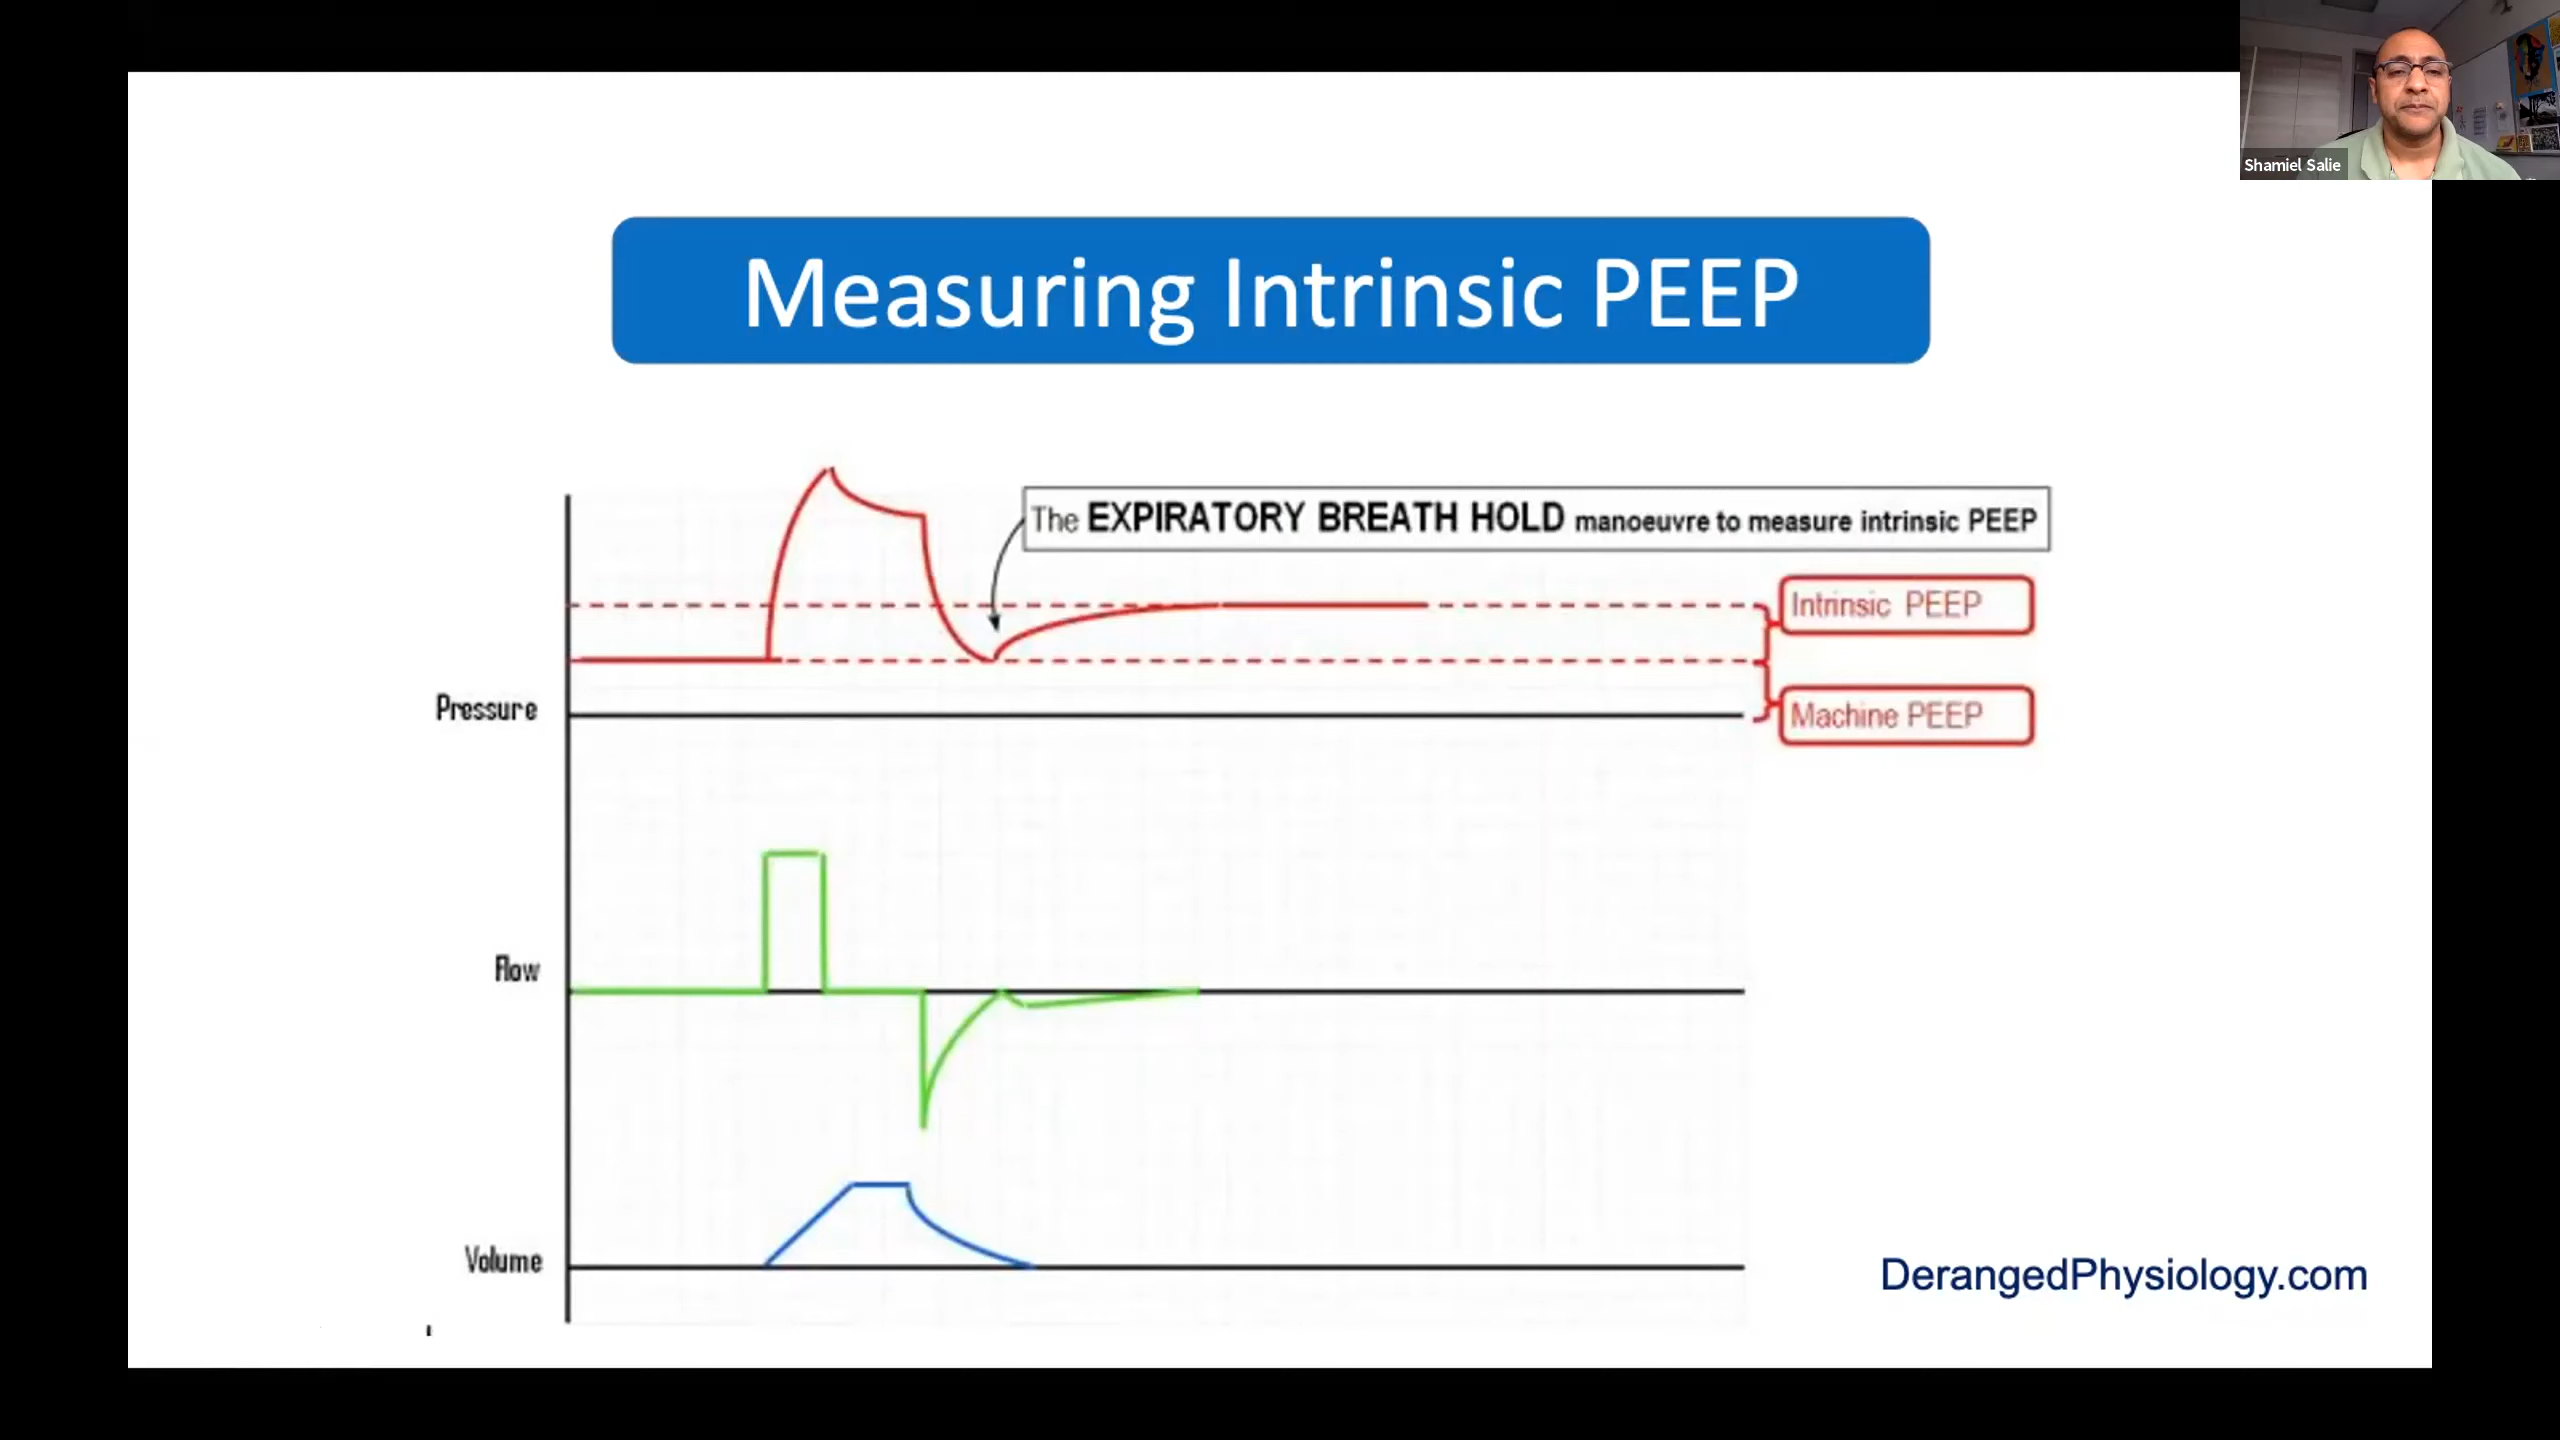 Shamiel Salie
Measuring Intrinsic PEEP
The EXPIRATORY BREATH HOLD manoeuvre to measure intrinsic PEEP
Intrinsic PEEP
Pressure
Machine PEEP
Flow
Volume
DerangedPhysiology.com